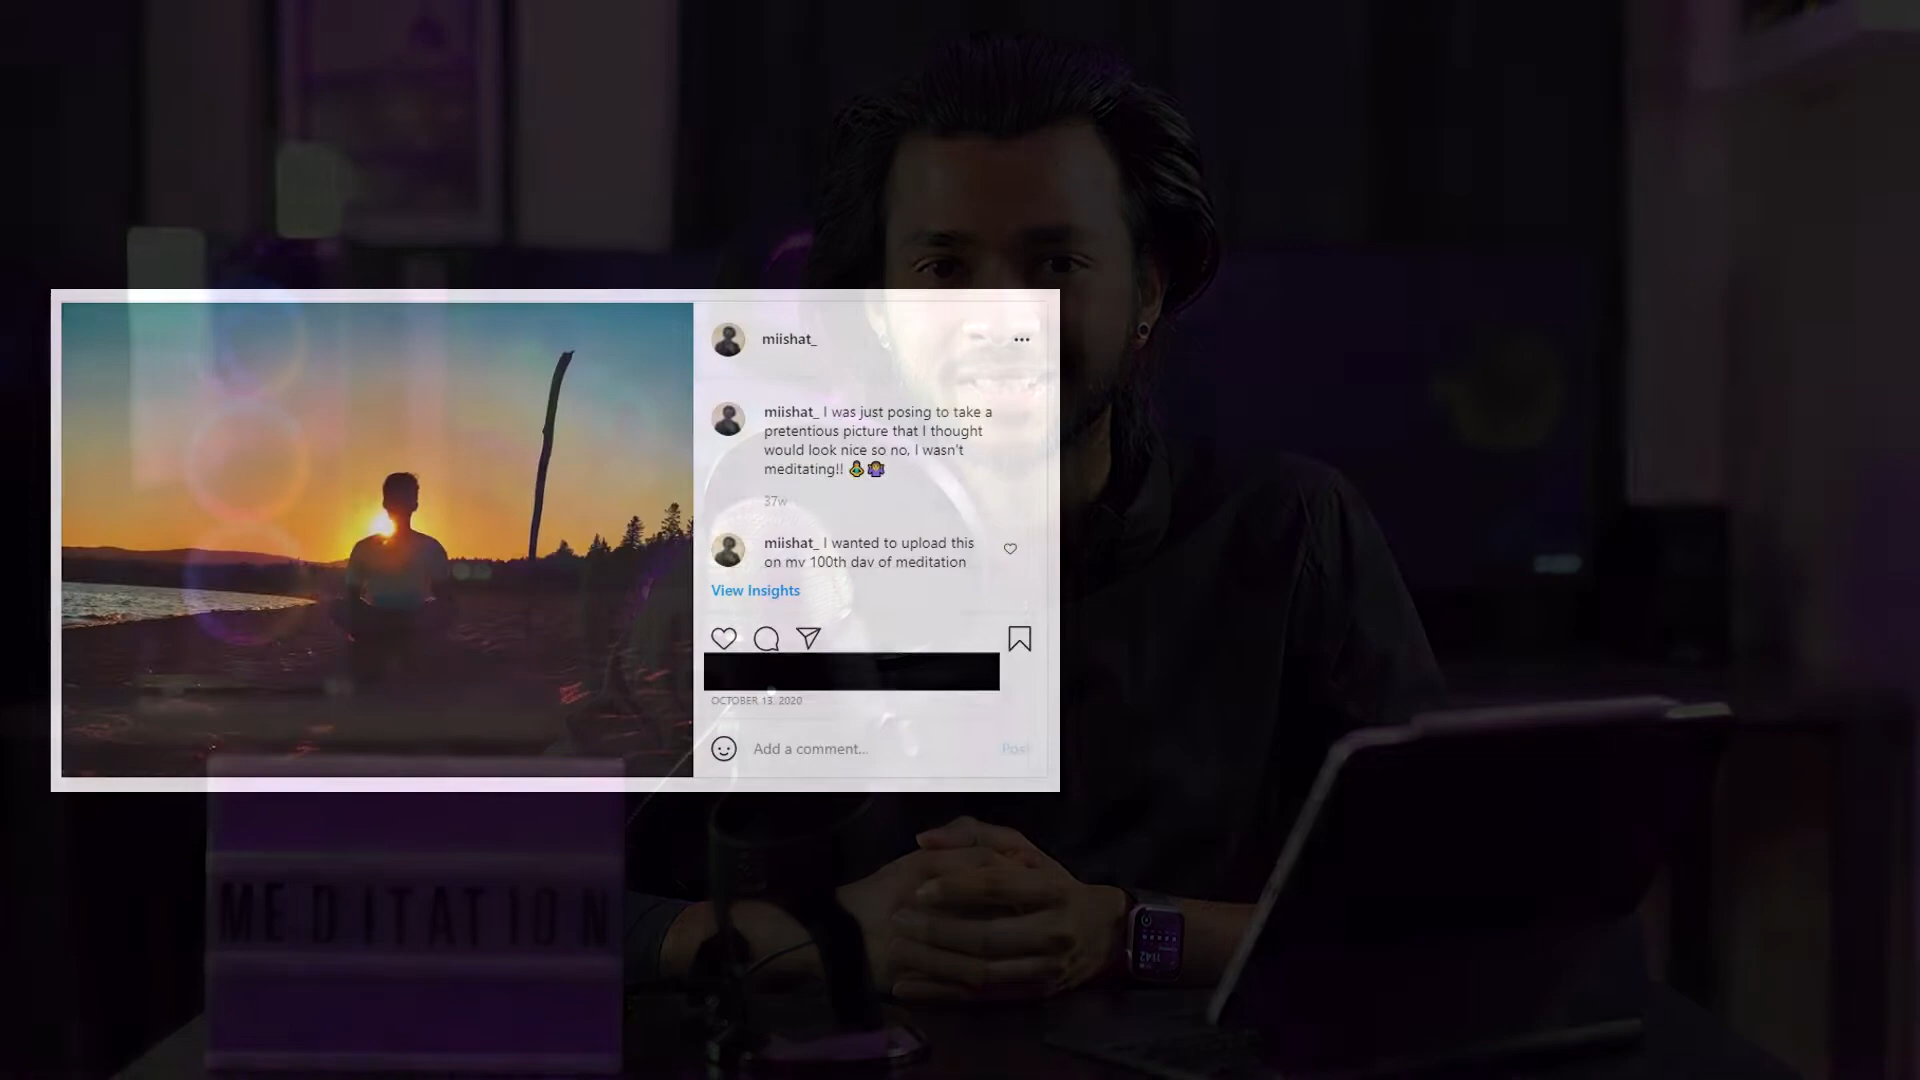 miishat_
miishat_ I was just posing to take a
pretentious picture that I thought
would look nice so no, I wasn't
meditating!! 🧘🤷
37w
miishat_ I wanted to upload this
on my 100th day of meditation
View Insights
OCTOBER 13, 2020
Add a comment...
Post
MEDITATION